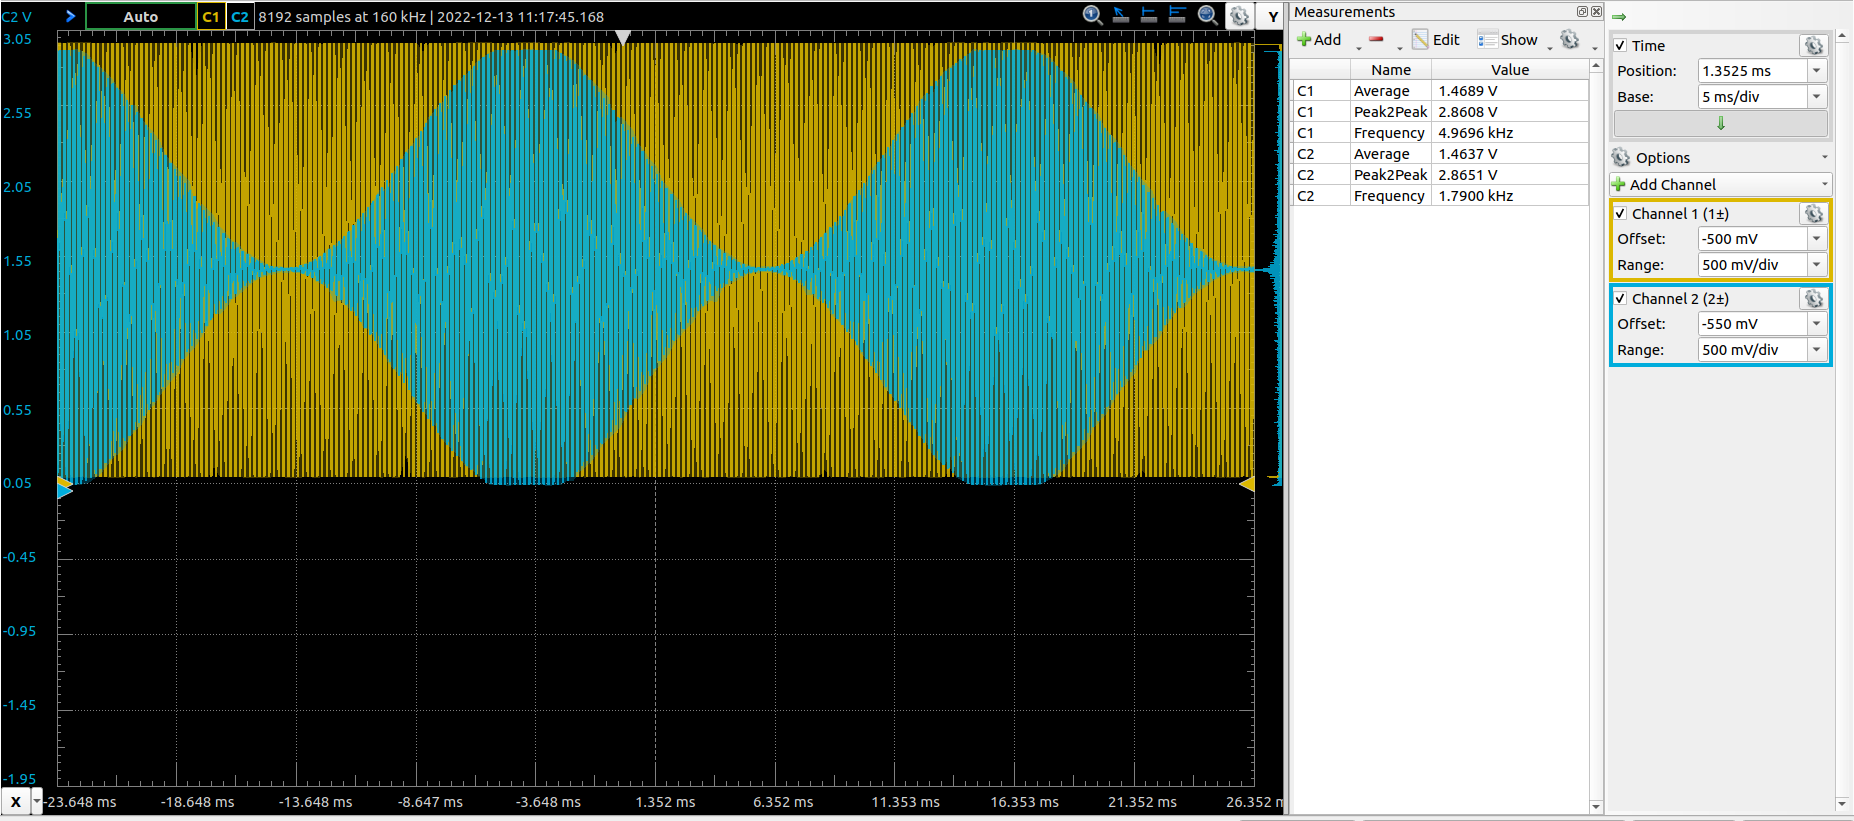 C2 V
Auto
C1
C2
8192 samples at 160 kHz | 2022-12-13 11:17:45.168
Y
3.05
2.55
2.05
1.55
1.05
0.55
0.05
-0.45
-0.95
-1.45
-1.95
X
-23.648 ms
-18.648 ms
-13.648 ms
-8.647 ms
-3.648 ms
1.352 ms
6.352 ms
11.353 ms
16.353 ms
21.352 ms
26.352 m
Measurements
Add
Edit
Show
Name Value
C1 Average 1.4689 V
C1 Peak2Peak 2.8608 V
C1 Frequency 4.9696 kHz
C2 Average 1.4637 V
C2 Peak2Peak 2.8651 V
C2 Frequency 1.7900 kHz
Time
Position: 1.3525 ms
Base: 5 ms/div
Options
Add Channel
Channel 1 (1±)
Offset: -500 mV
Range: 500 mV/div
Channel 2 (2±)
Offset: -550 mV
Range: 500 mV/div